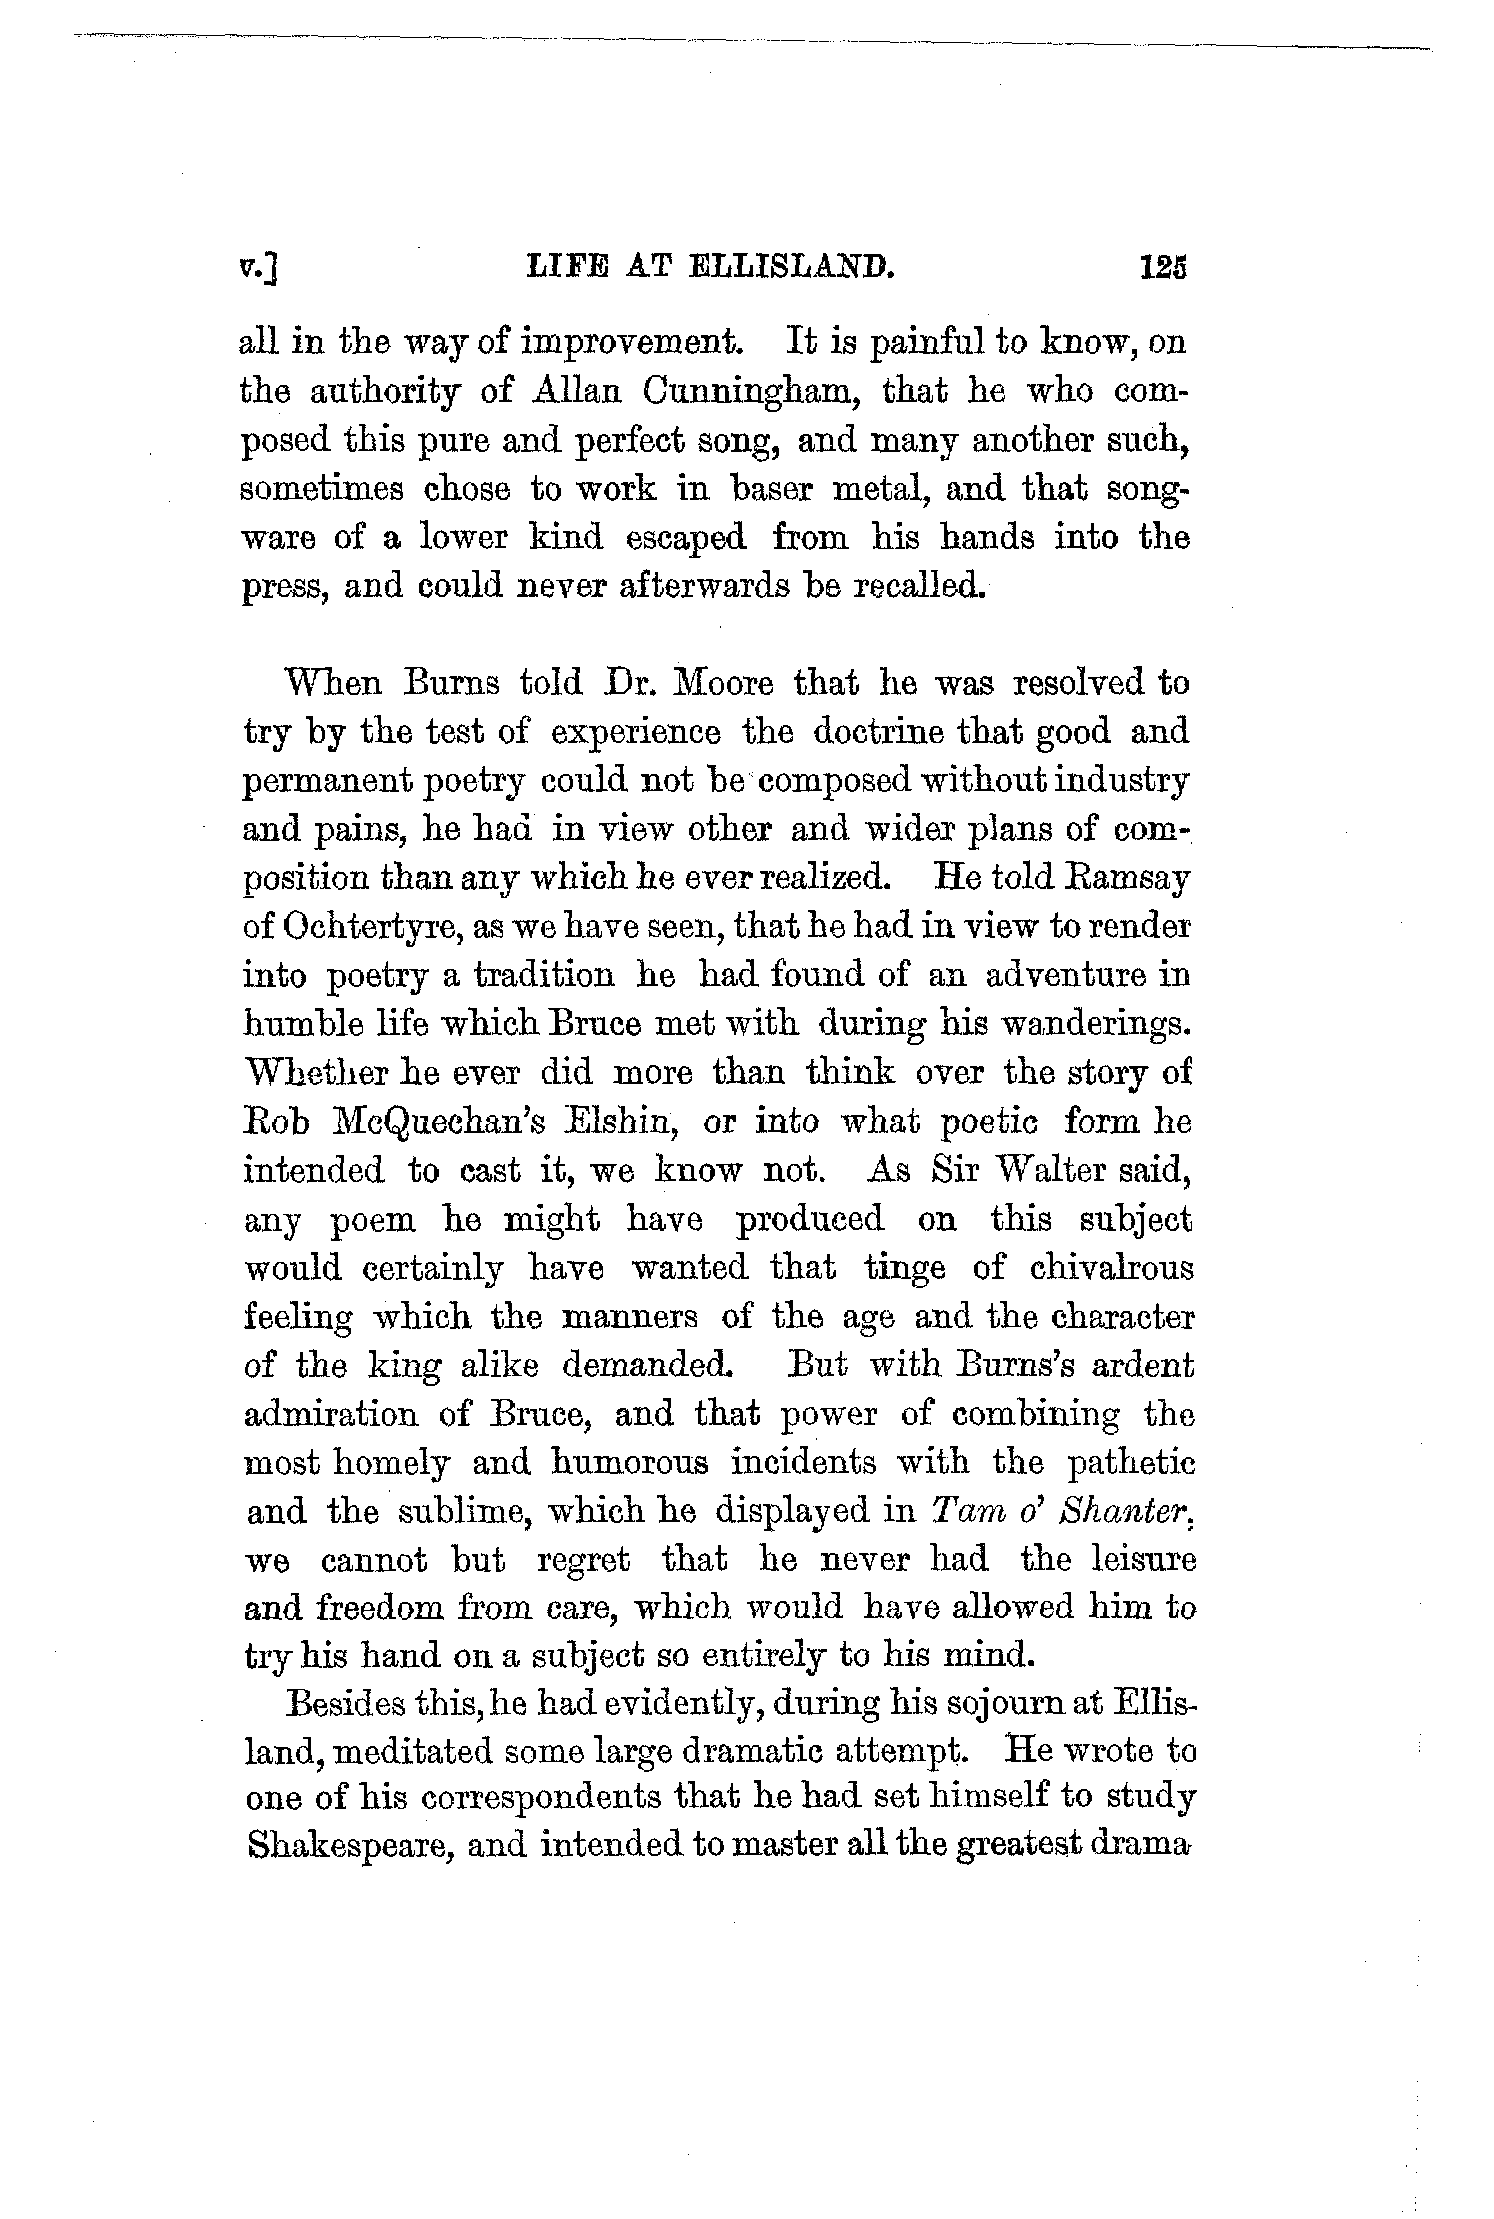 v.] LIFE AT ELLISLAND. 125
all in the way of improvement. It is painful to know, on
the authority of Allan Cunningham, that he who com-
posed this pure and perfect song, and many another such,
sometimes chose to work in baser metal, and that song-
ware of a lower kind escaped from his hands into the
press, and could never afterwards be recalled.
When Burns told Dr. Moore that he was resolved to
try by the test of experience the doctrine that good and
permanent poetry could not be composed without industry
and pains, he had in view other and wider plans of com-
position than any which he ever realized. He told Ramsay
of Ochtertyre, as we have seen, that he had in view to render
into poetry a tradition he had found of an adventure in
humble life which Bruce met with during his wanderings.
Whether he ever did more than think over the story of
Rob McQuechan's Elshin, or into what poetic form he
intended to cast it, we know not. As Sir Walter said,
any poem he might have produced on this subject
would certainly have wanted that tinge of chivalrous
feeling which the manners of the age and the character
of the king alike demanded. But with Burns's ardent
admiration of Bruce, and that power of combining the
most homely and humorous incidents with the pathetic
and the sublime, which he displayed in Tam o' Shanter,
we cannot but regret that he never had the leisure
and freedom from care, which would have allowed him to
try his hand on a subject so entirely to his mind.
Besides this, he had evidently, during his sojourn at Ellis-
land, meditated some large dramatic attempt. He wrote to
one of his correspondents that he had set himself to study
Shakespeare, and intended to master all the greatest drama-